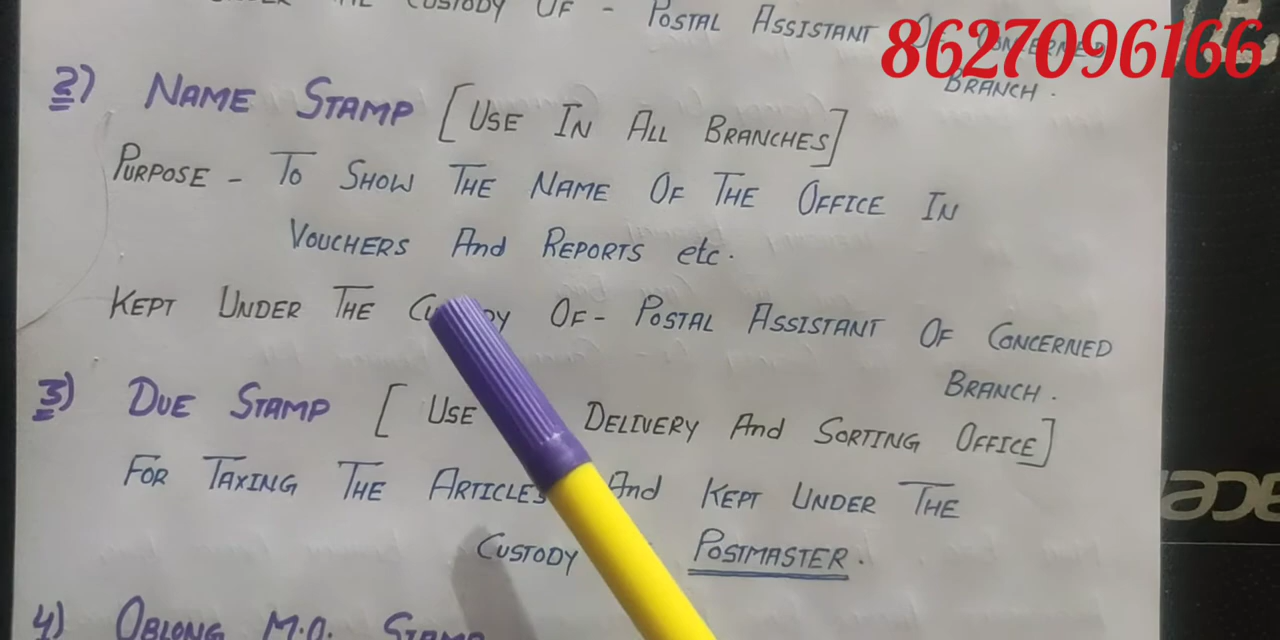 CUSTODY OF - POSTAL ASSISTANT OF CONCERNED
BRANCH.
8627096166
2) NAME STAMP [USE IN ALL BRANCHES]
PURPOSE - TO SHOW THE NAME OF THE OFFICE IN
VOUCHERS And REPORTS etc.
KEPT UNDER THE OF - POSTAL ASSISTANT OF CONCERNED
BRANCH.
3) DUE STAMP [USE DELIVERY And SORTING OFFICE]
FOR TAXING THE ARTICLES And KEPT UNDER THE
CUSTODY POSTMASTER.
4) OBLONG M.O. STAMP